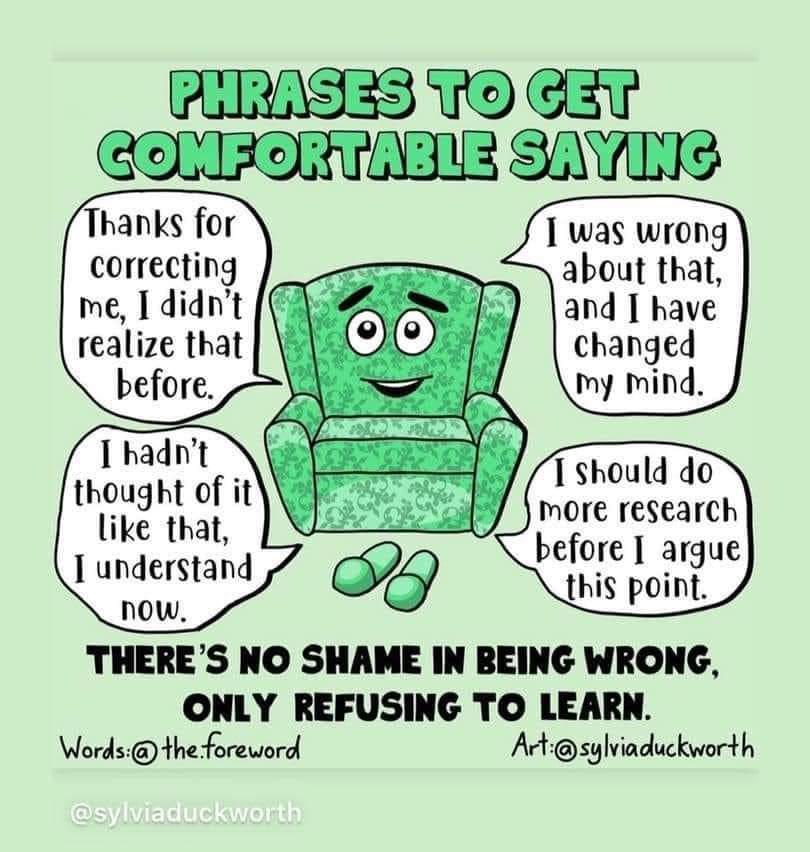 PHRASES TO GET
COMFORTABLE SAYING
Thanks for
correcting
me, I didn't
realize that
before.
I was wrong
about that,
and I have
changed
my mind.
I hadn't
thought of it
like that,
I understand
now.
I should do
more research
before I argue
this point.
THERE'S NO SHAME IN BEING WRONG,
ONLY REFUSING TO LEARN.
Words:@the.foreword
Art:@sylviaduckworth
@sylviaduckworth